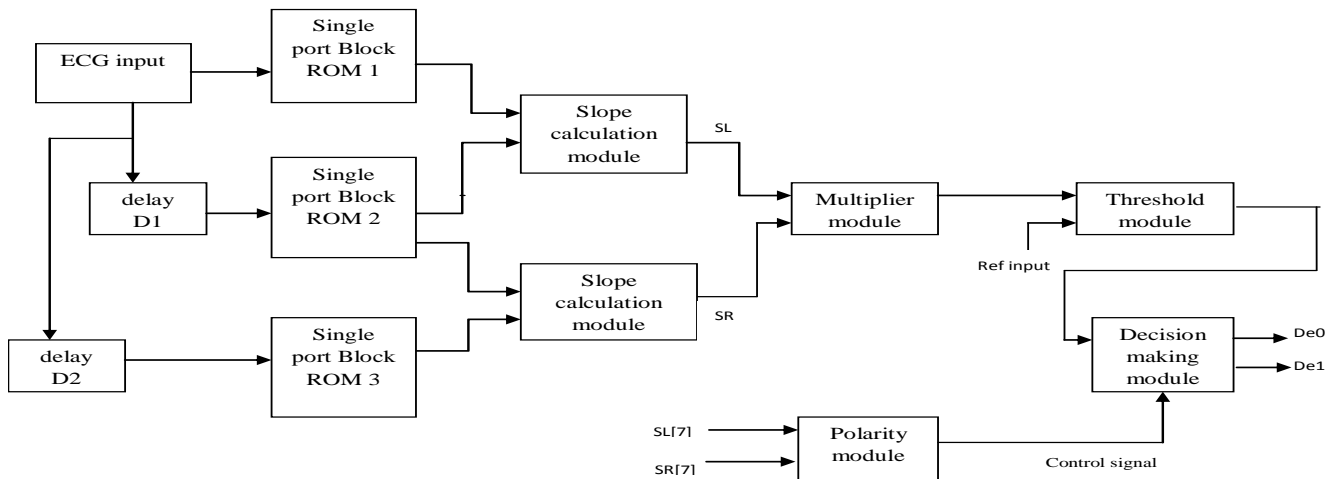 ECG input
Single
port Block
ROM 1
Slope
calculation
module
SL
delay
D1
Single
port Block
ROM 2
Multiplier
module
Threshold
module
Ref input
Slope
calculation
module
SR
delay
D2
Single
port Block
ROM 3
Decision
making
module
De0
De1
SL[7]
SR[7]
Polarity
module
Control signal